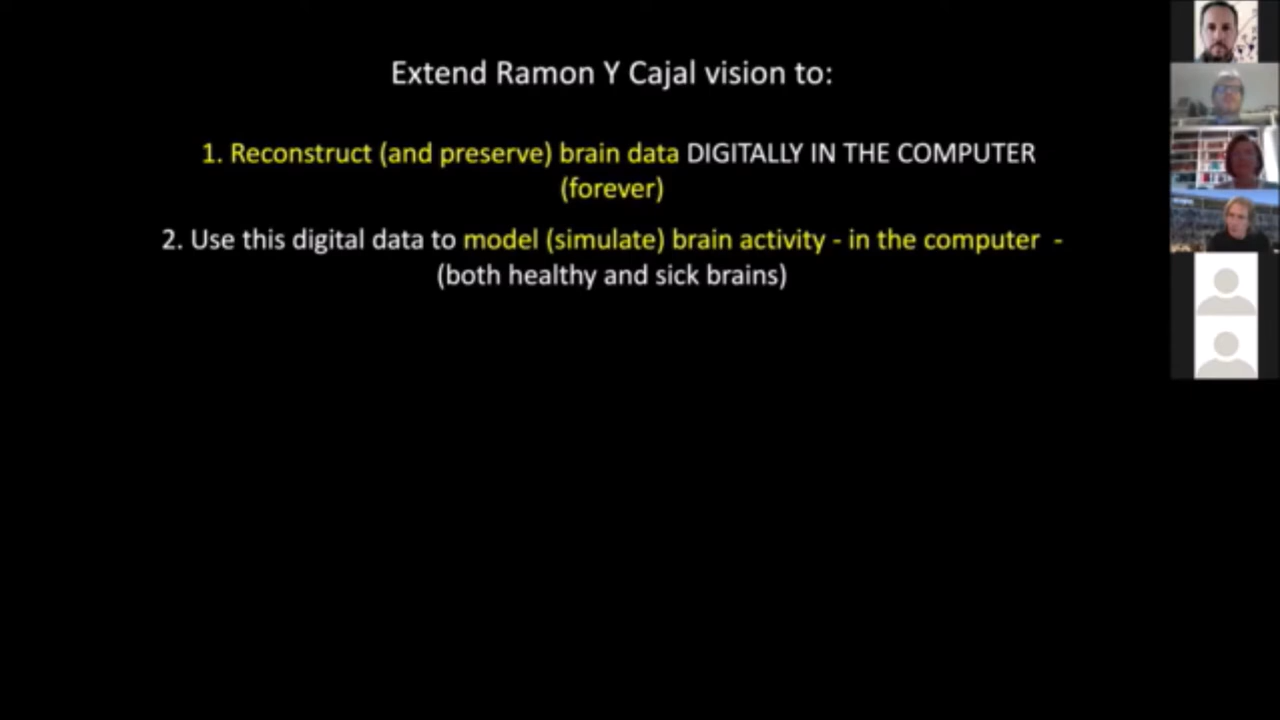 Extend Ramon Y Cajal vision to:
1. Reconstruct (and preserve) brain data DIGITALLY IN THE COMPUTER
(forever)
2. Use this digital data to model (simulate) brain activity - in the computer -
(both healthy and sick brains)